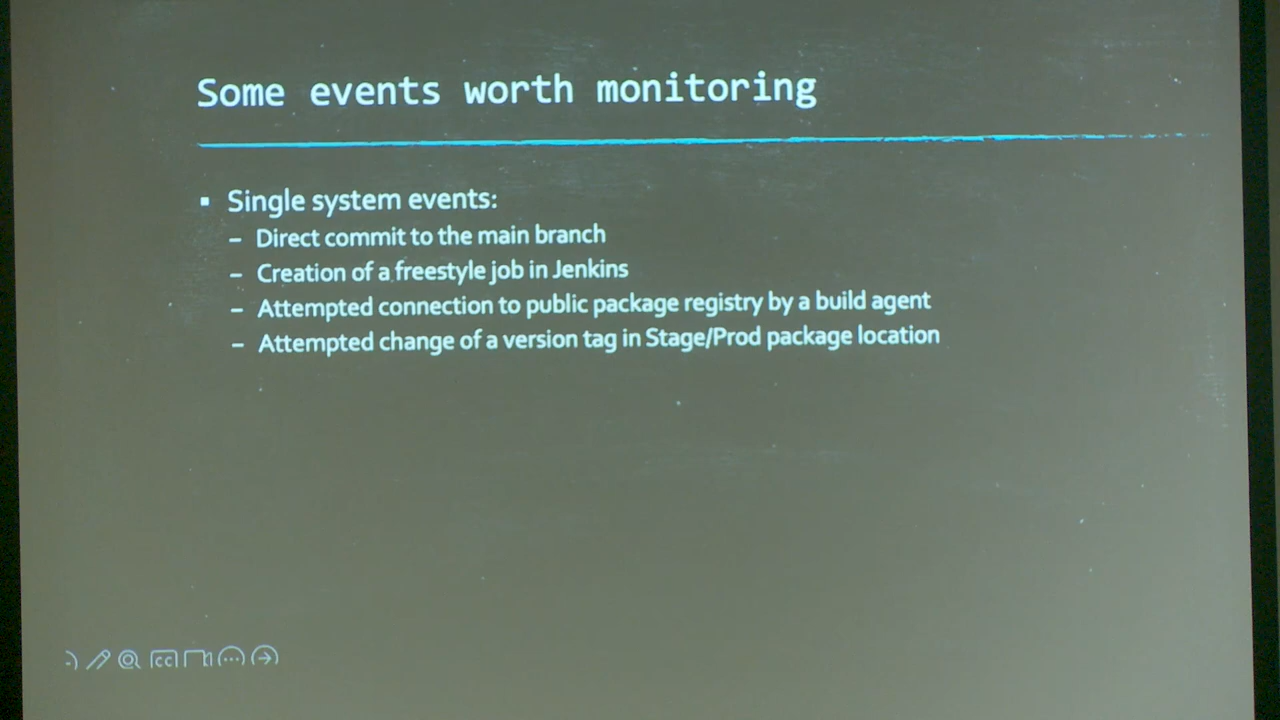 Some events worth monitoring
▪ Single system events:
– Direct commit to the main branch
– Creation of a freestyle job in Jenkins
– Attempted connection to public package registry by a build agent
– Attempted change of a version tag in Stage/Prod package location
CC